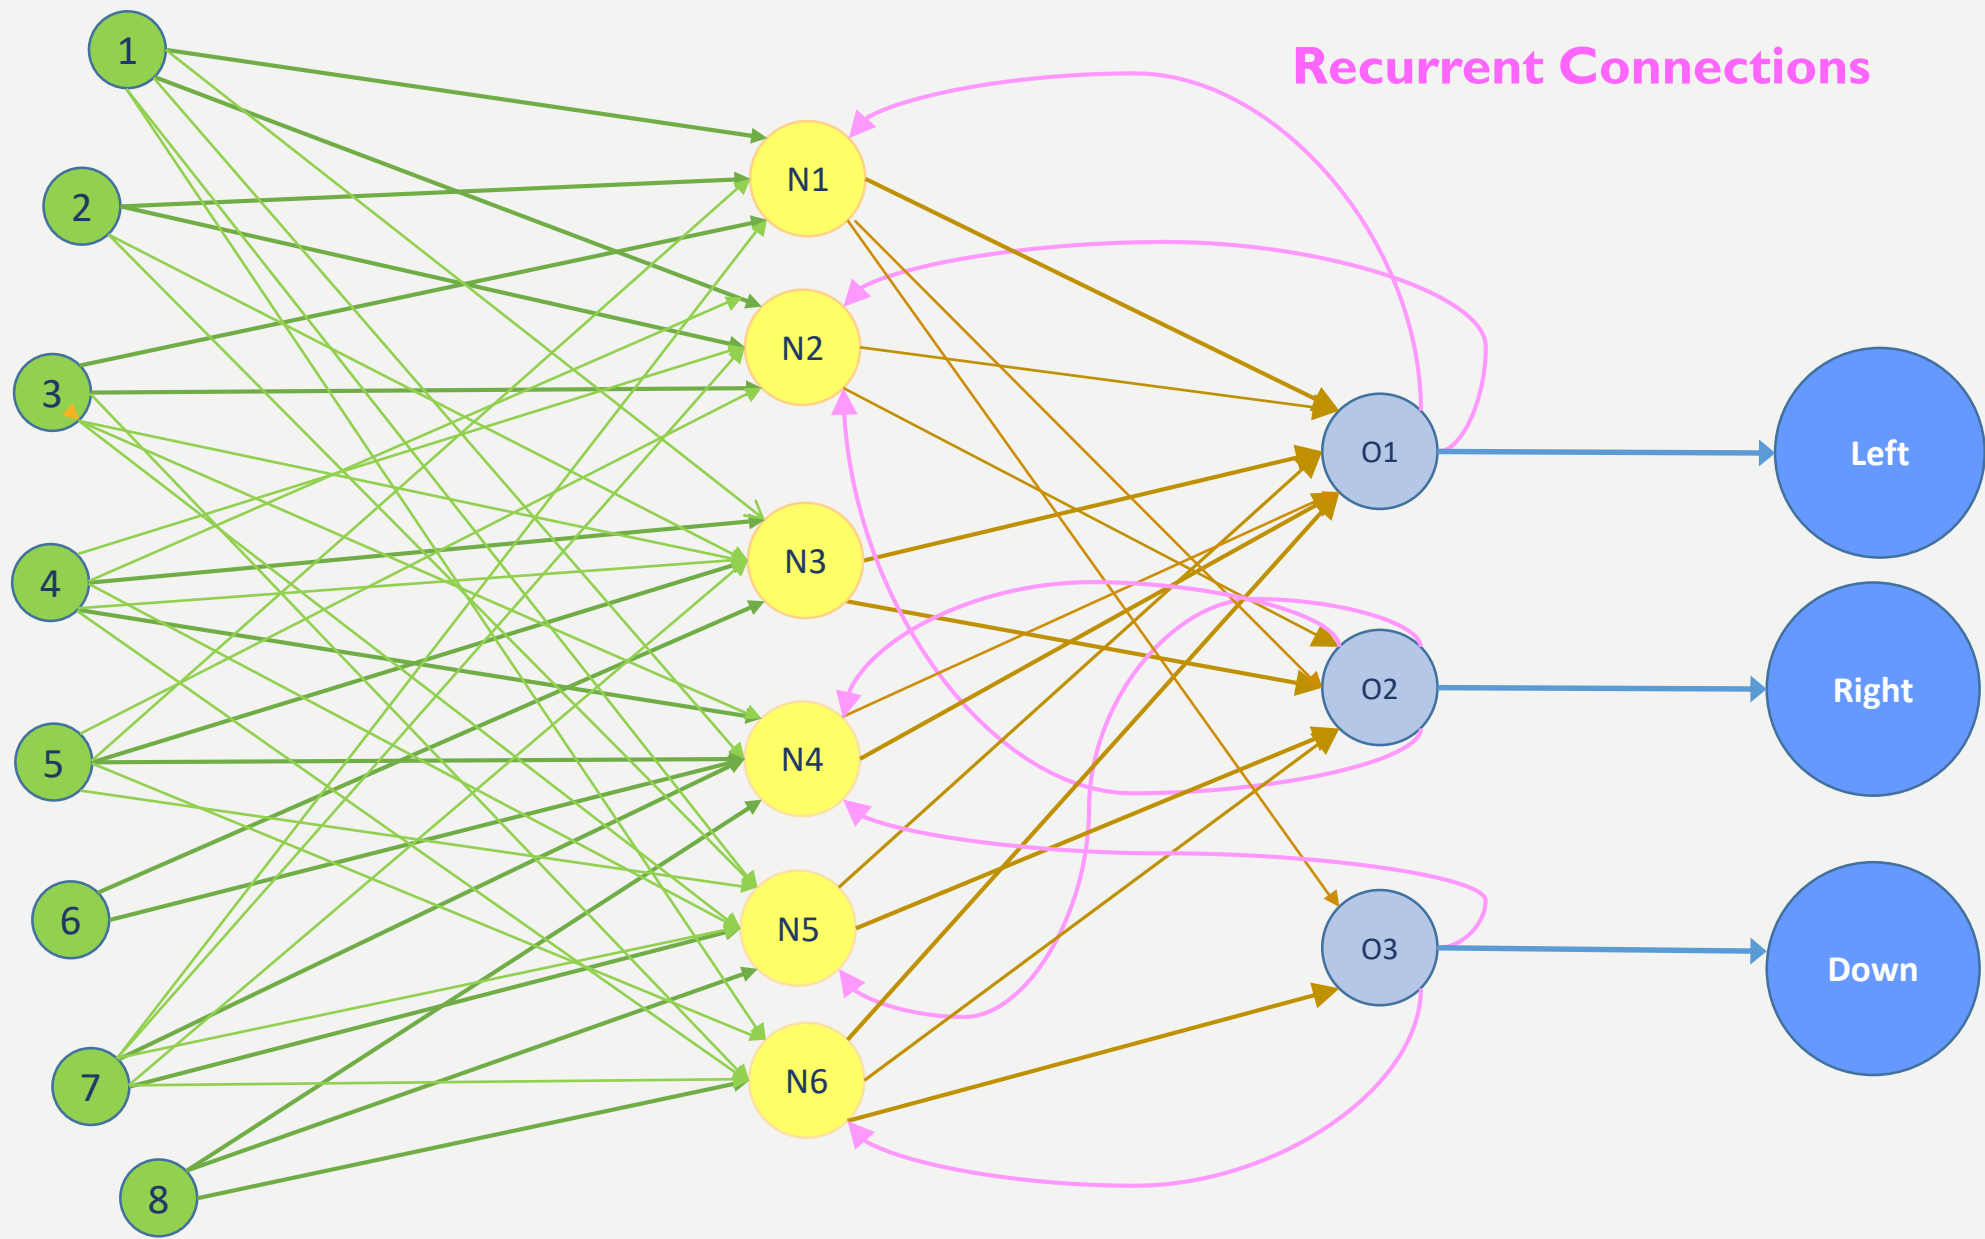 Recurrent Connections
1
2
3
4
5
6
7
8
N1
N2
N3
N4
N5
N6
O1
O2
O3
Left
Right
Down